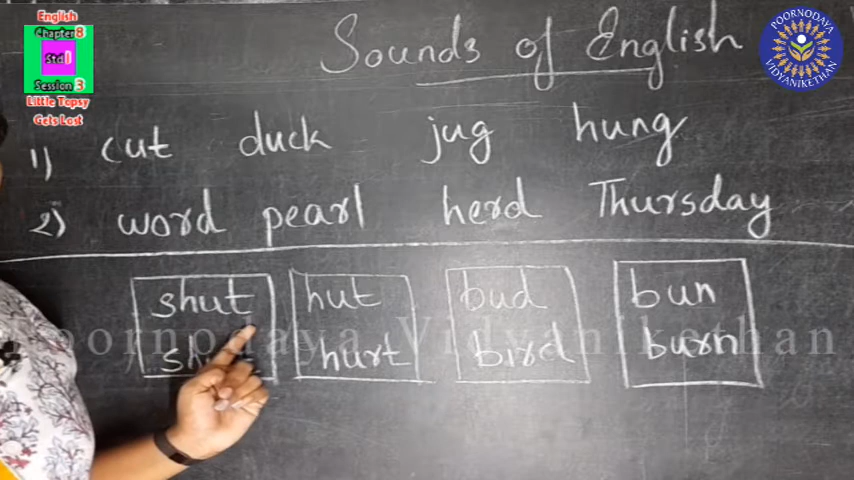 English
Chapter 8
Std 1
Session 3
Little Topsy
Gets Lost
Sounds of English
POORNODAYA
VIDYANIKETHAN
1) cut duck jug hung
2) word pearl herd Thursday
shut hut bud bun
hurt bird burn
Poornodaya Vidyanikethan